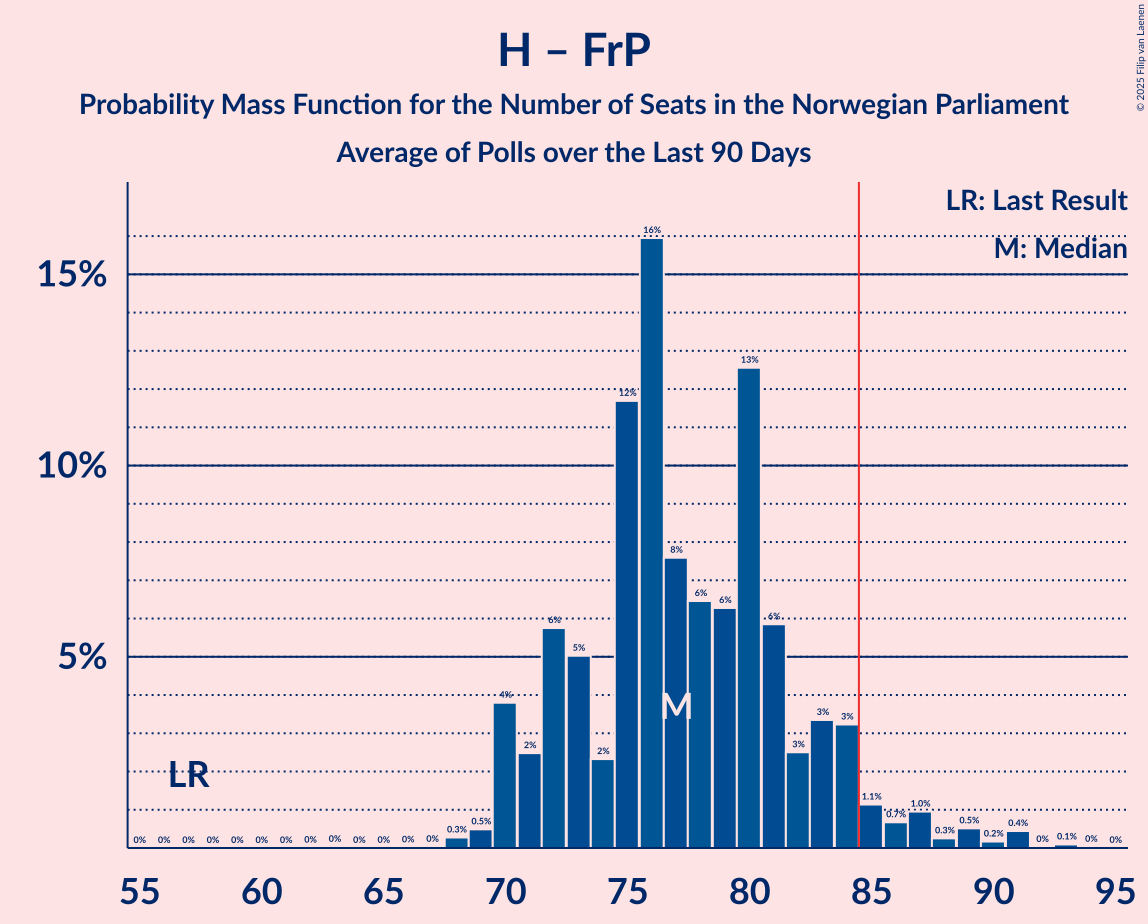 H – FrP
Probability Mass Function for the Number of Seats in the Norwegian Parliament
Average of Polls over the Last 90 Days
© 2025 Filip van Laenen
LR: Last Result
M: Median
15%
10%
5%
LR
M
0% 0% 0% 0% 0% 0% 0% 0% 0% 0% 0% 0% 0% 0.3% 0.5% 4% 2% 6% 5% 2% 12% 16% 8% 6% 6% 13% 6% 3% 3% 3% 1.1% 0.7% 1.0% 0.3% 0.5% 0.2% 0.4% 0% 0.1% 0% 0%
55 60 65 70 75 80 85 90 95